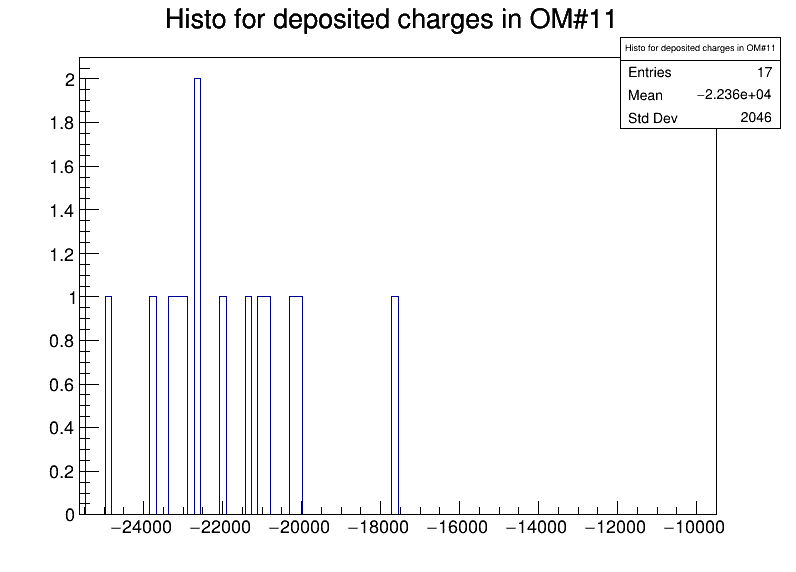 Histo for deposited charges in OM#11
Histo for deposited charges in OM#11
Entries 17
Mean −2.236e+04
Std Dev 2046
2
1.8
1.6
1.4
1.2
1
0.8
0.6
0.4
0.2
0
−24000 −22000 −20000 −18000 −16000 −14000 −12000 −10000